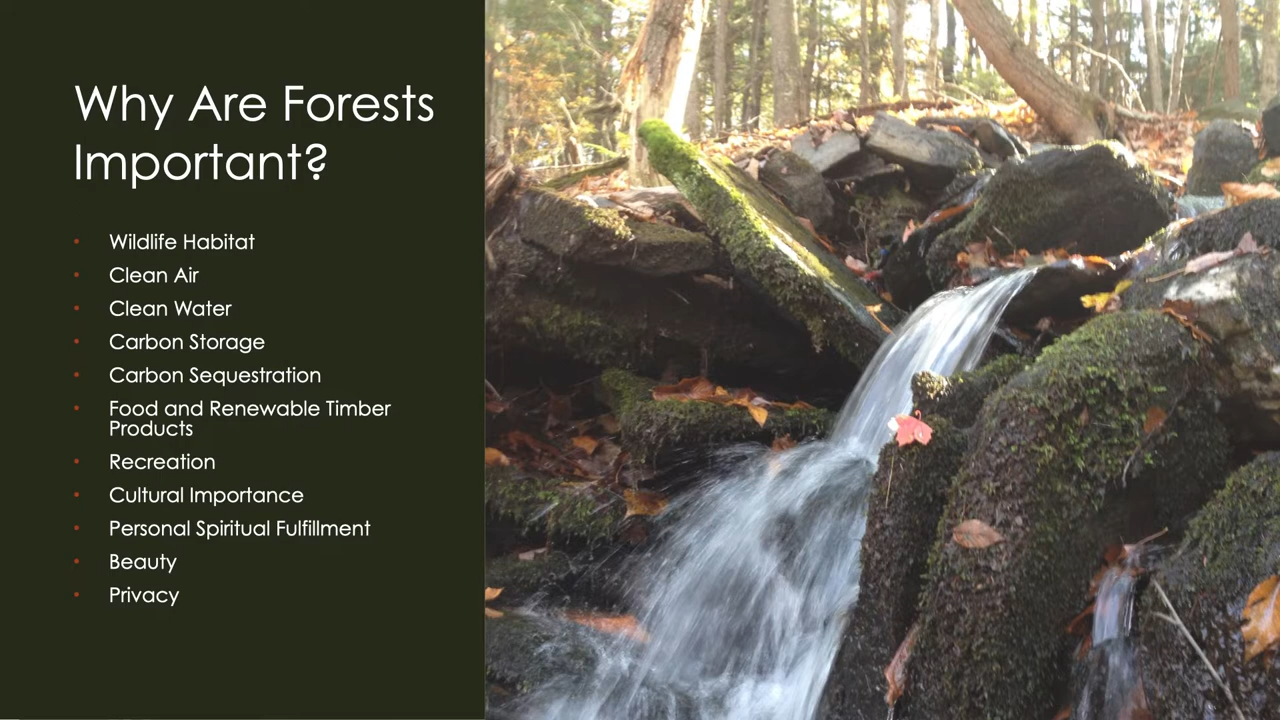 Why Are Forests
Important?
• Wildlife Habitat
• Clean Air
• Clean Water
• Carbon Storage
• Carbon Sequestration
• Food and Renewable Timber
Products
• Recreation
• Cultural Importance
• Personal Spiritual Fulfillment
• Beauty
• Privacy